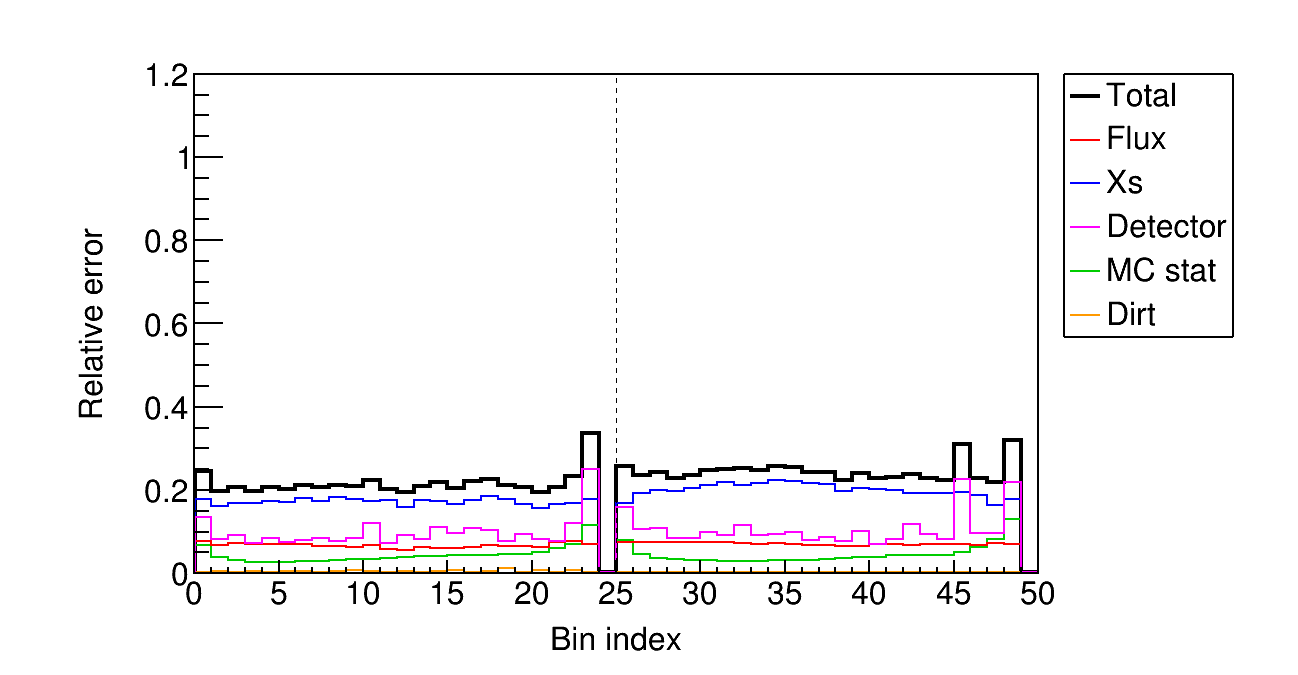 1.2
1
0.8
0.6
0.4
0.2
0
Relative error
0 5 10 15 20 25 30 35 40 45 50
Bin index
Total
Flux
Xs
Detector
MC stat
Dirt